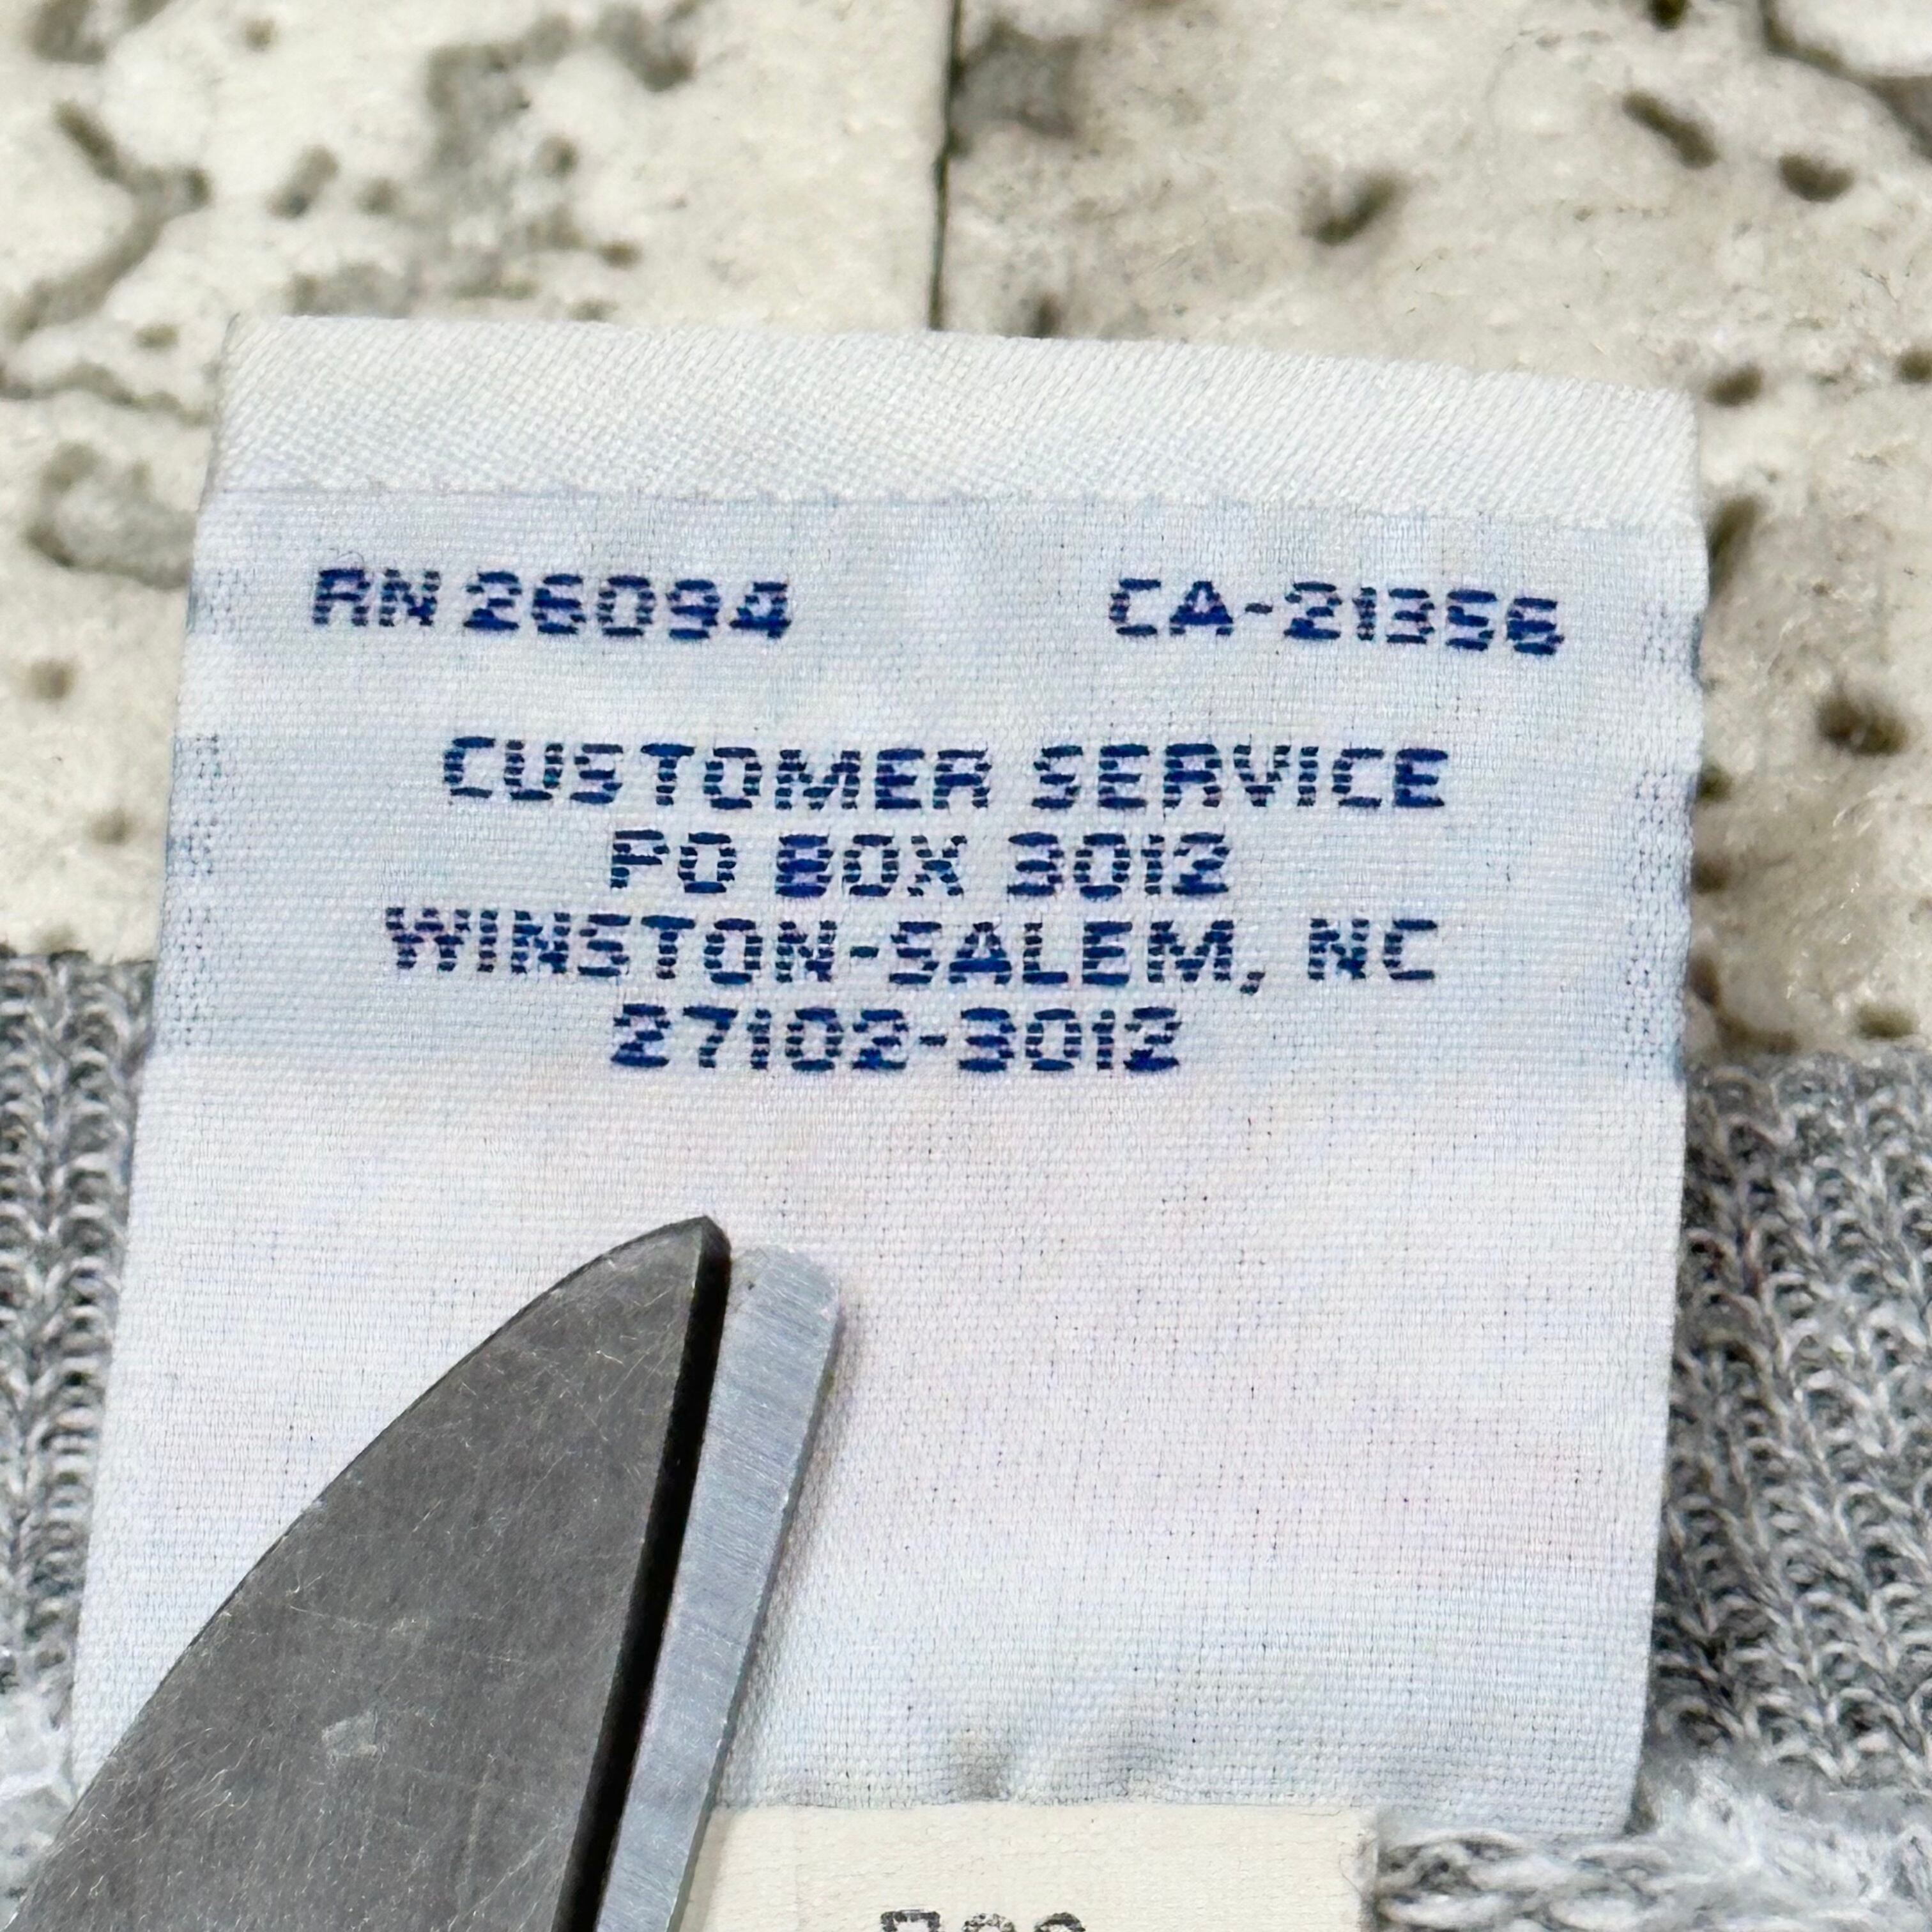 RN 26094 CA-21356
CUSTOMER SERVICE
PO BOX 3012
WINSTON-SALEM, NC
27102-3012